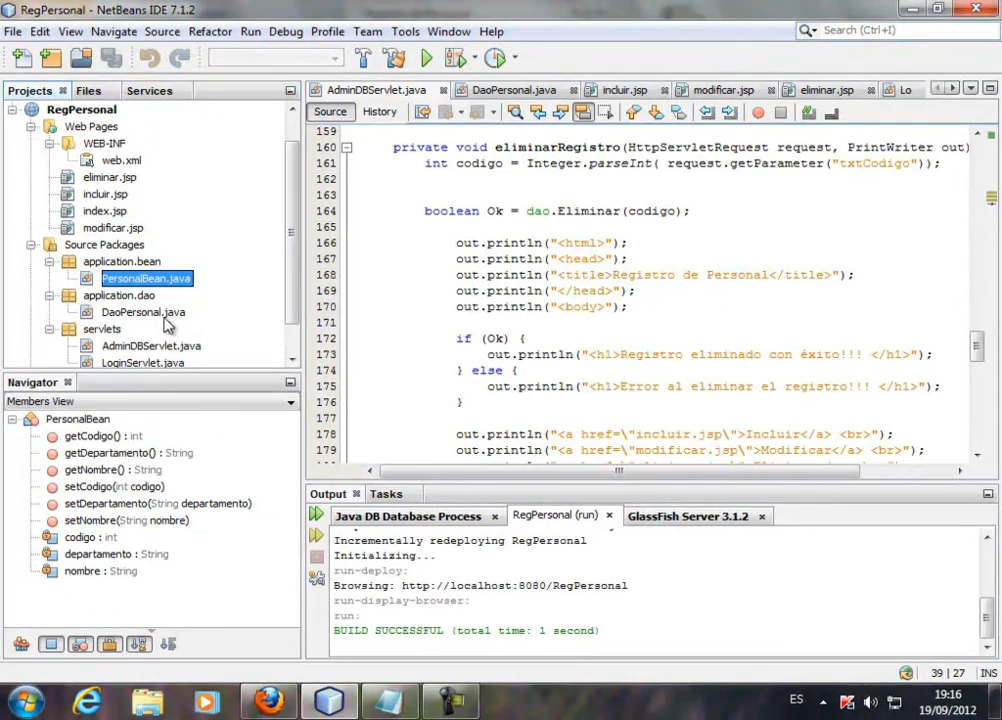 RegPersonal - NetBeans IDE 7.1.2
File Edit View Navigate Source Refactor Run Debug Profile Team Tools Window Help
Search (Ctrl+I)
Projects Files Services
RegPersonal
Web Pages
WEB-INF
web.xml
eliminar.jsp
incluir.jsp
index.jsp
modificar.jsp
Source Packages
application.bean
PersonalBean.java
application.dao
DaoPersonal.java
servlets
AdminDBServlet.java
LoginServlet.java
Navigator
Members View
PersonalBean
getCodigo() : int
getDepartamento() : String
getNombre() : String
setCodigo(int codigo)
setDepartamento(String departamento)
setNombre(String nombre)
codigo : int
departamento : String
nombre : String
AdminDBServlet.java DaoPersonal.java incluir.jsp modificar.jsp eliminar.jsp Lo
Source History
159
160 private void eliminarRegistro(HttpServletRequest request, PrintWriter out)
161 int codigo = Integer.parseInt( request.getParameter("txtCodigo"));
162
163
164 boolean Ok = dao.Eliminar(codigo);
165
166 out.println("<html>");
167 out.println("<head>");
168 out.println("<title>Registro de Personal</title>");
169 out.println("</head>");
170 out.println("<body>");
171
172 if (Ok) {
173 out.println("<h1>Registro eliminado con éxito!!! </h1>");
174 } else {
175 out.println("<h1>Error al eliminar el registro!!! </h1>");
176 }
177
178 out.println("<a href=\"incluir.jsp\">Incluir</a> <br>");
179 out.println("<a href=\"modificar.jsp\">Modificar</a> <br>");
Output Tasks
Java DB Database Process RegPersonal (run) GlassFish Server 3.1.2
Incrementally redeploying RegPersonal
Initializing...
run-deploy:
Browsing: http://localhost:8080/RegPersonal
run-display-browser:
run:
BUILD SUCCESSFUL (total time: 1 second)
39 | 27 INS
ES
19:16
19/09/2012